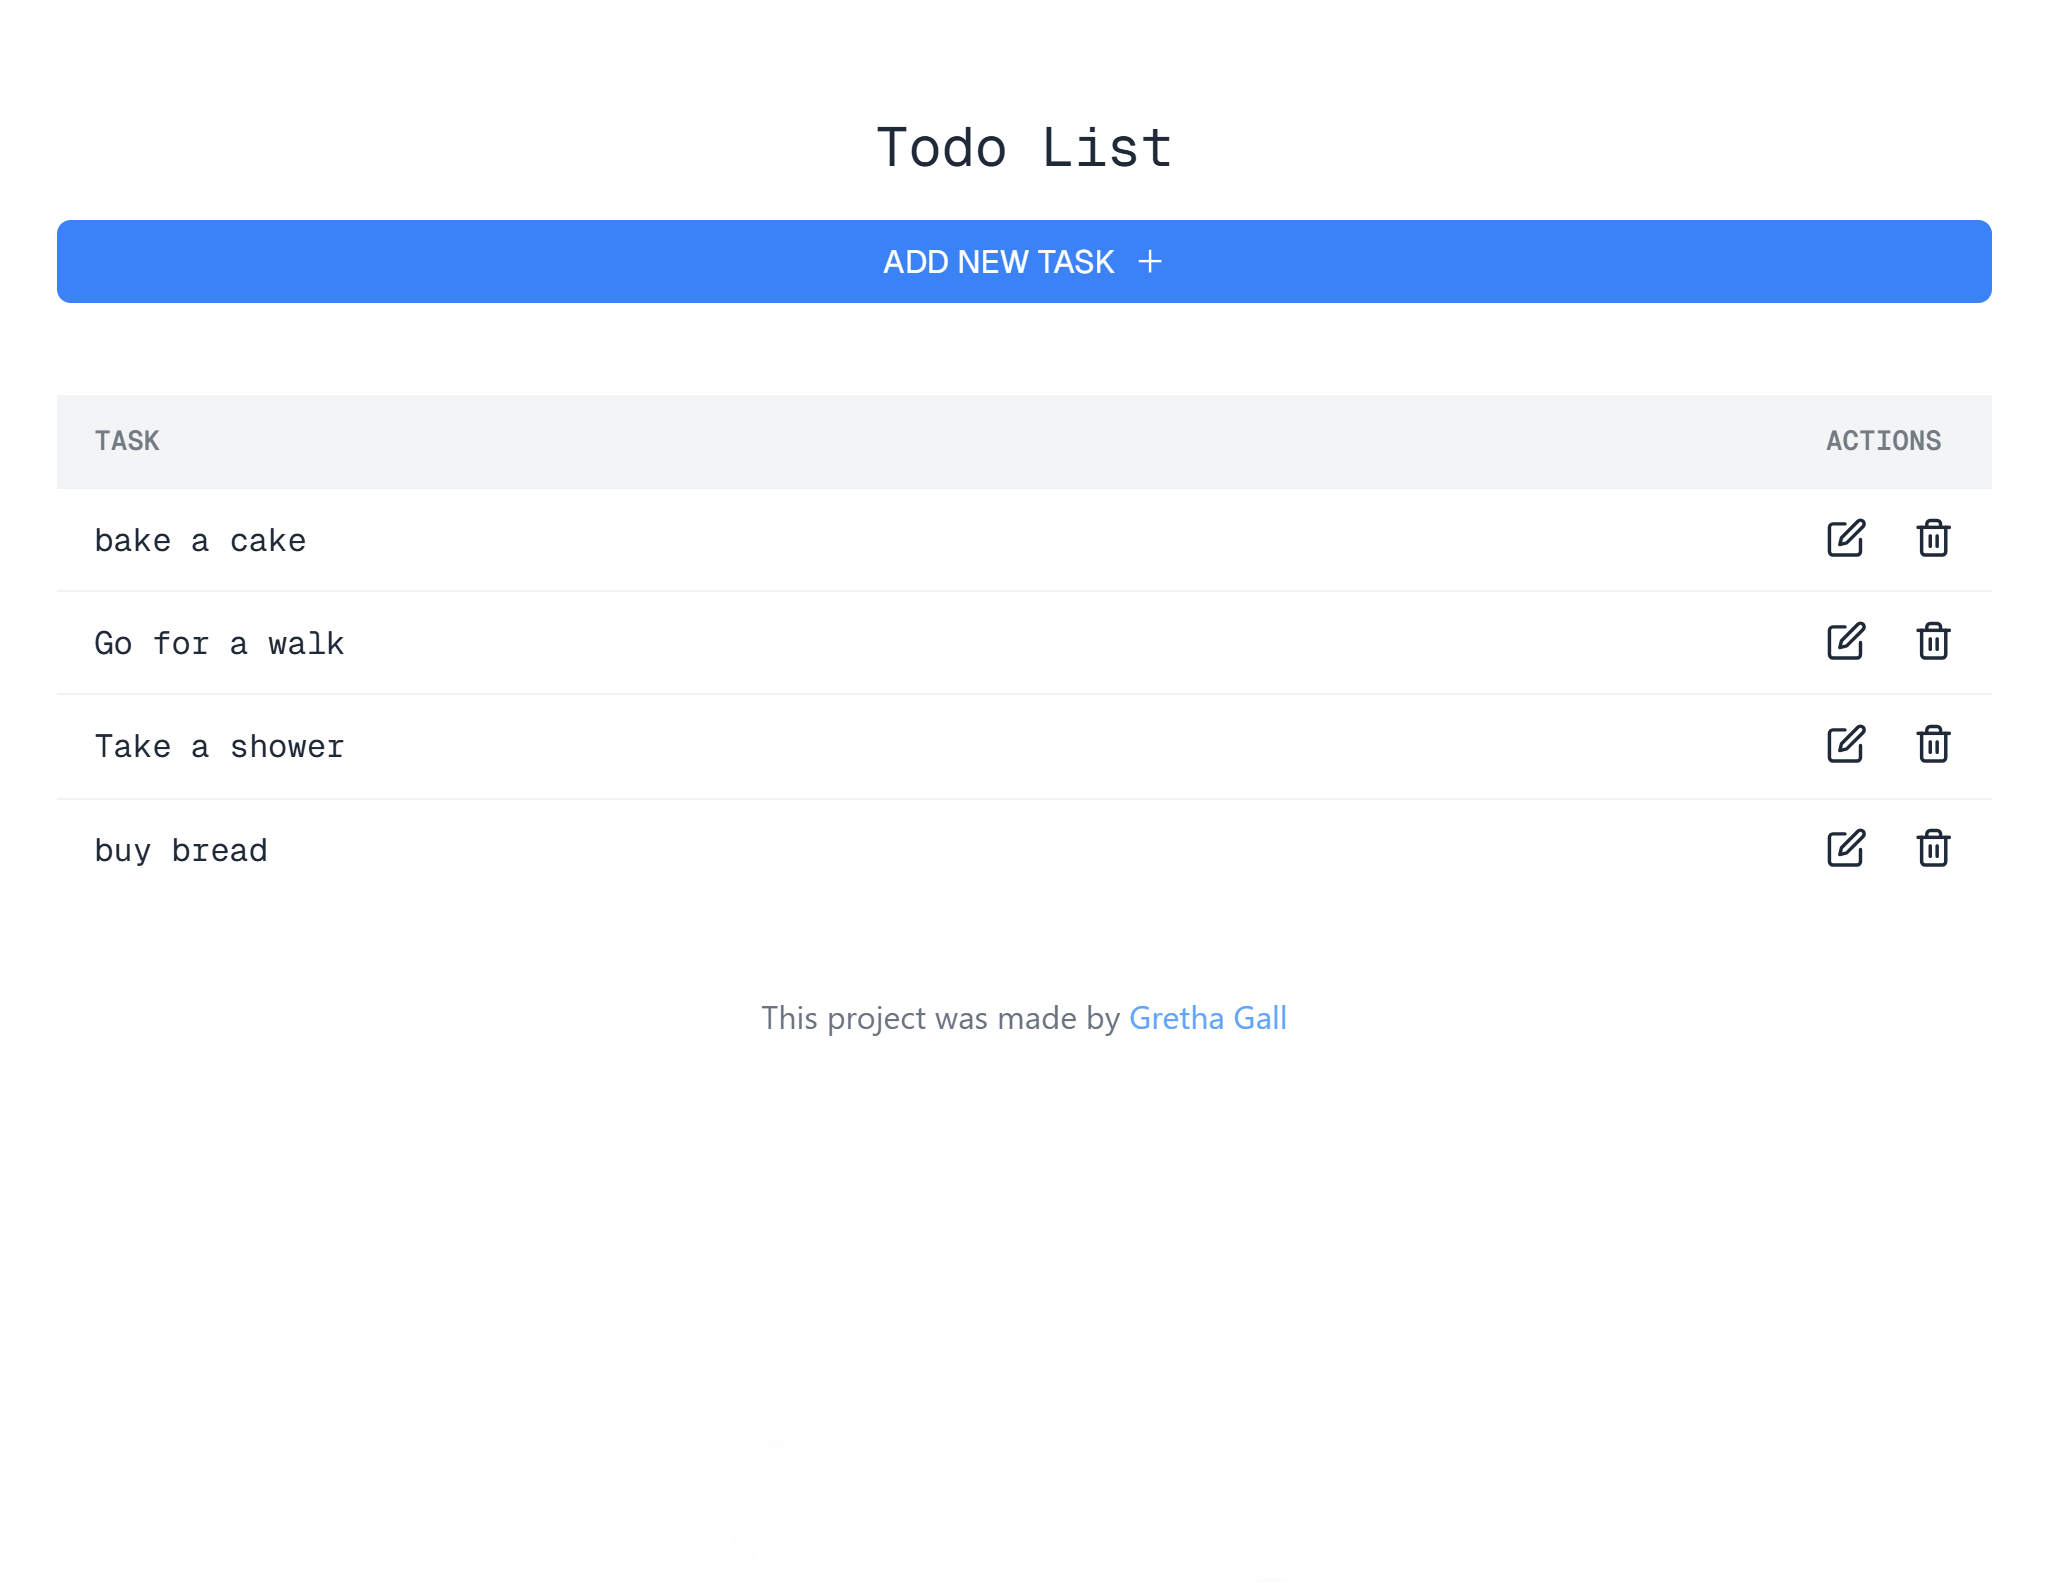 Todo List
ADD NEW TASK +
TASK ACTIONS
bake a cake
Go for a walk
Take a shower
buy bread
This project was made by Gretha Gall